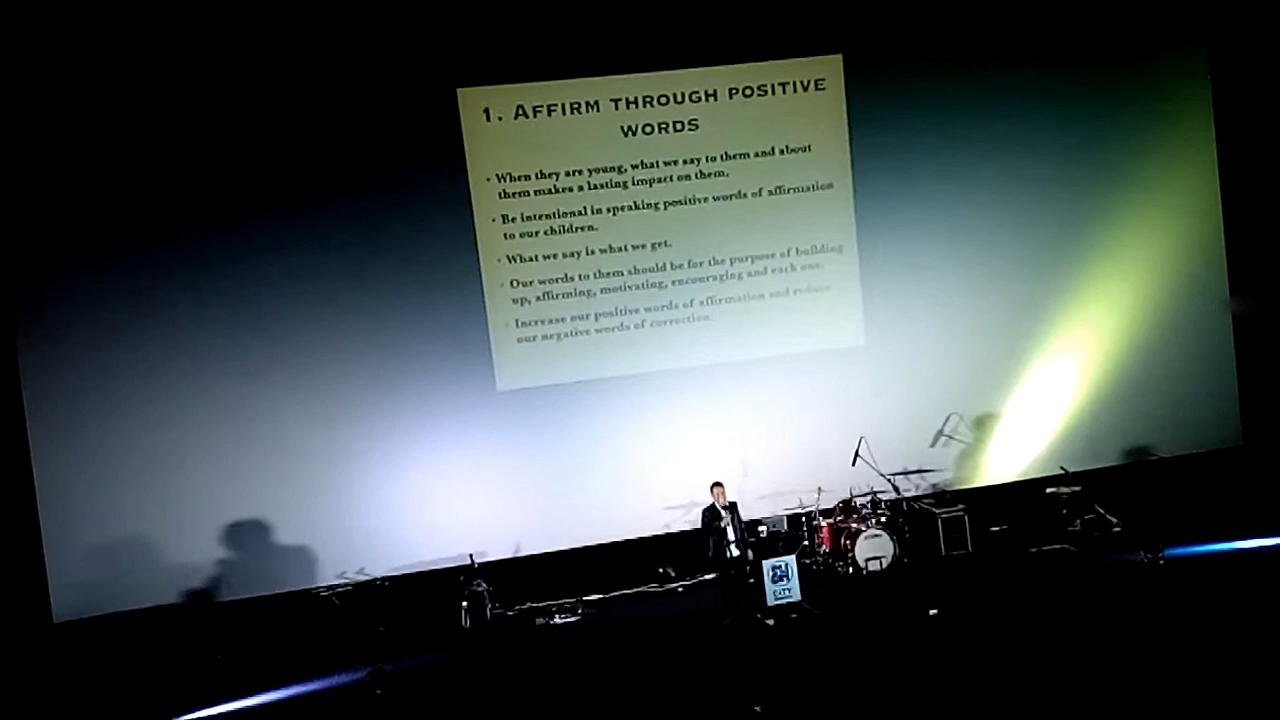 1. AFFIRM THROUGH POSITIVE
WORDS
• When they are young, what we say to them and about
them makes a lasting impact on them.
• Be intentional in speaking positive words of affirmation
to our children.
• What we say is what we get.
• Our words to them should be for the purpose of building
up, affirming, motivating, encouraging and each one.
• Increase our positive words of affirmation and reduce
our negative words of correction.
SM
CITY